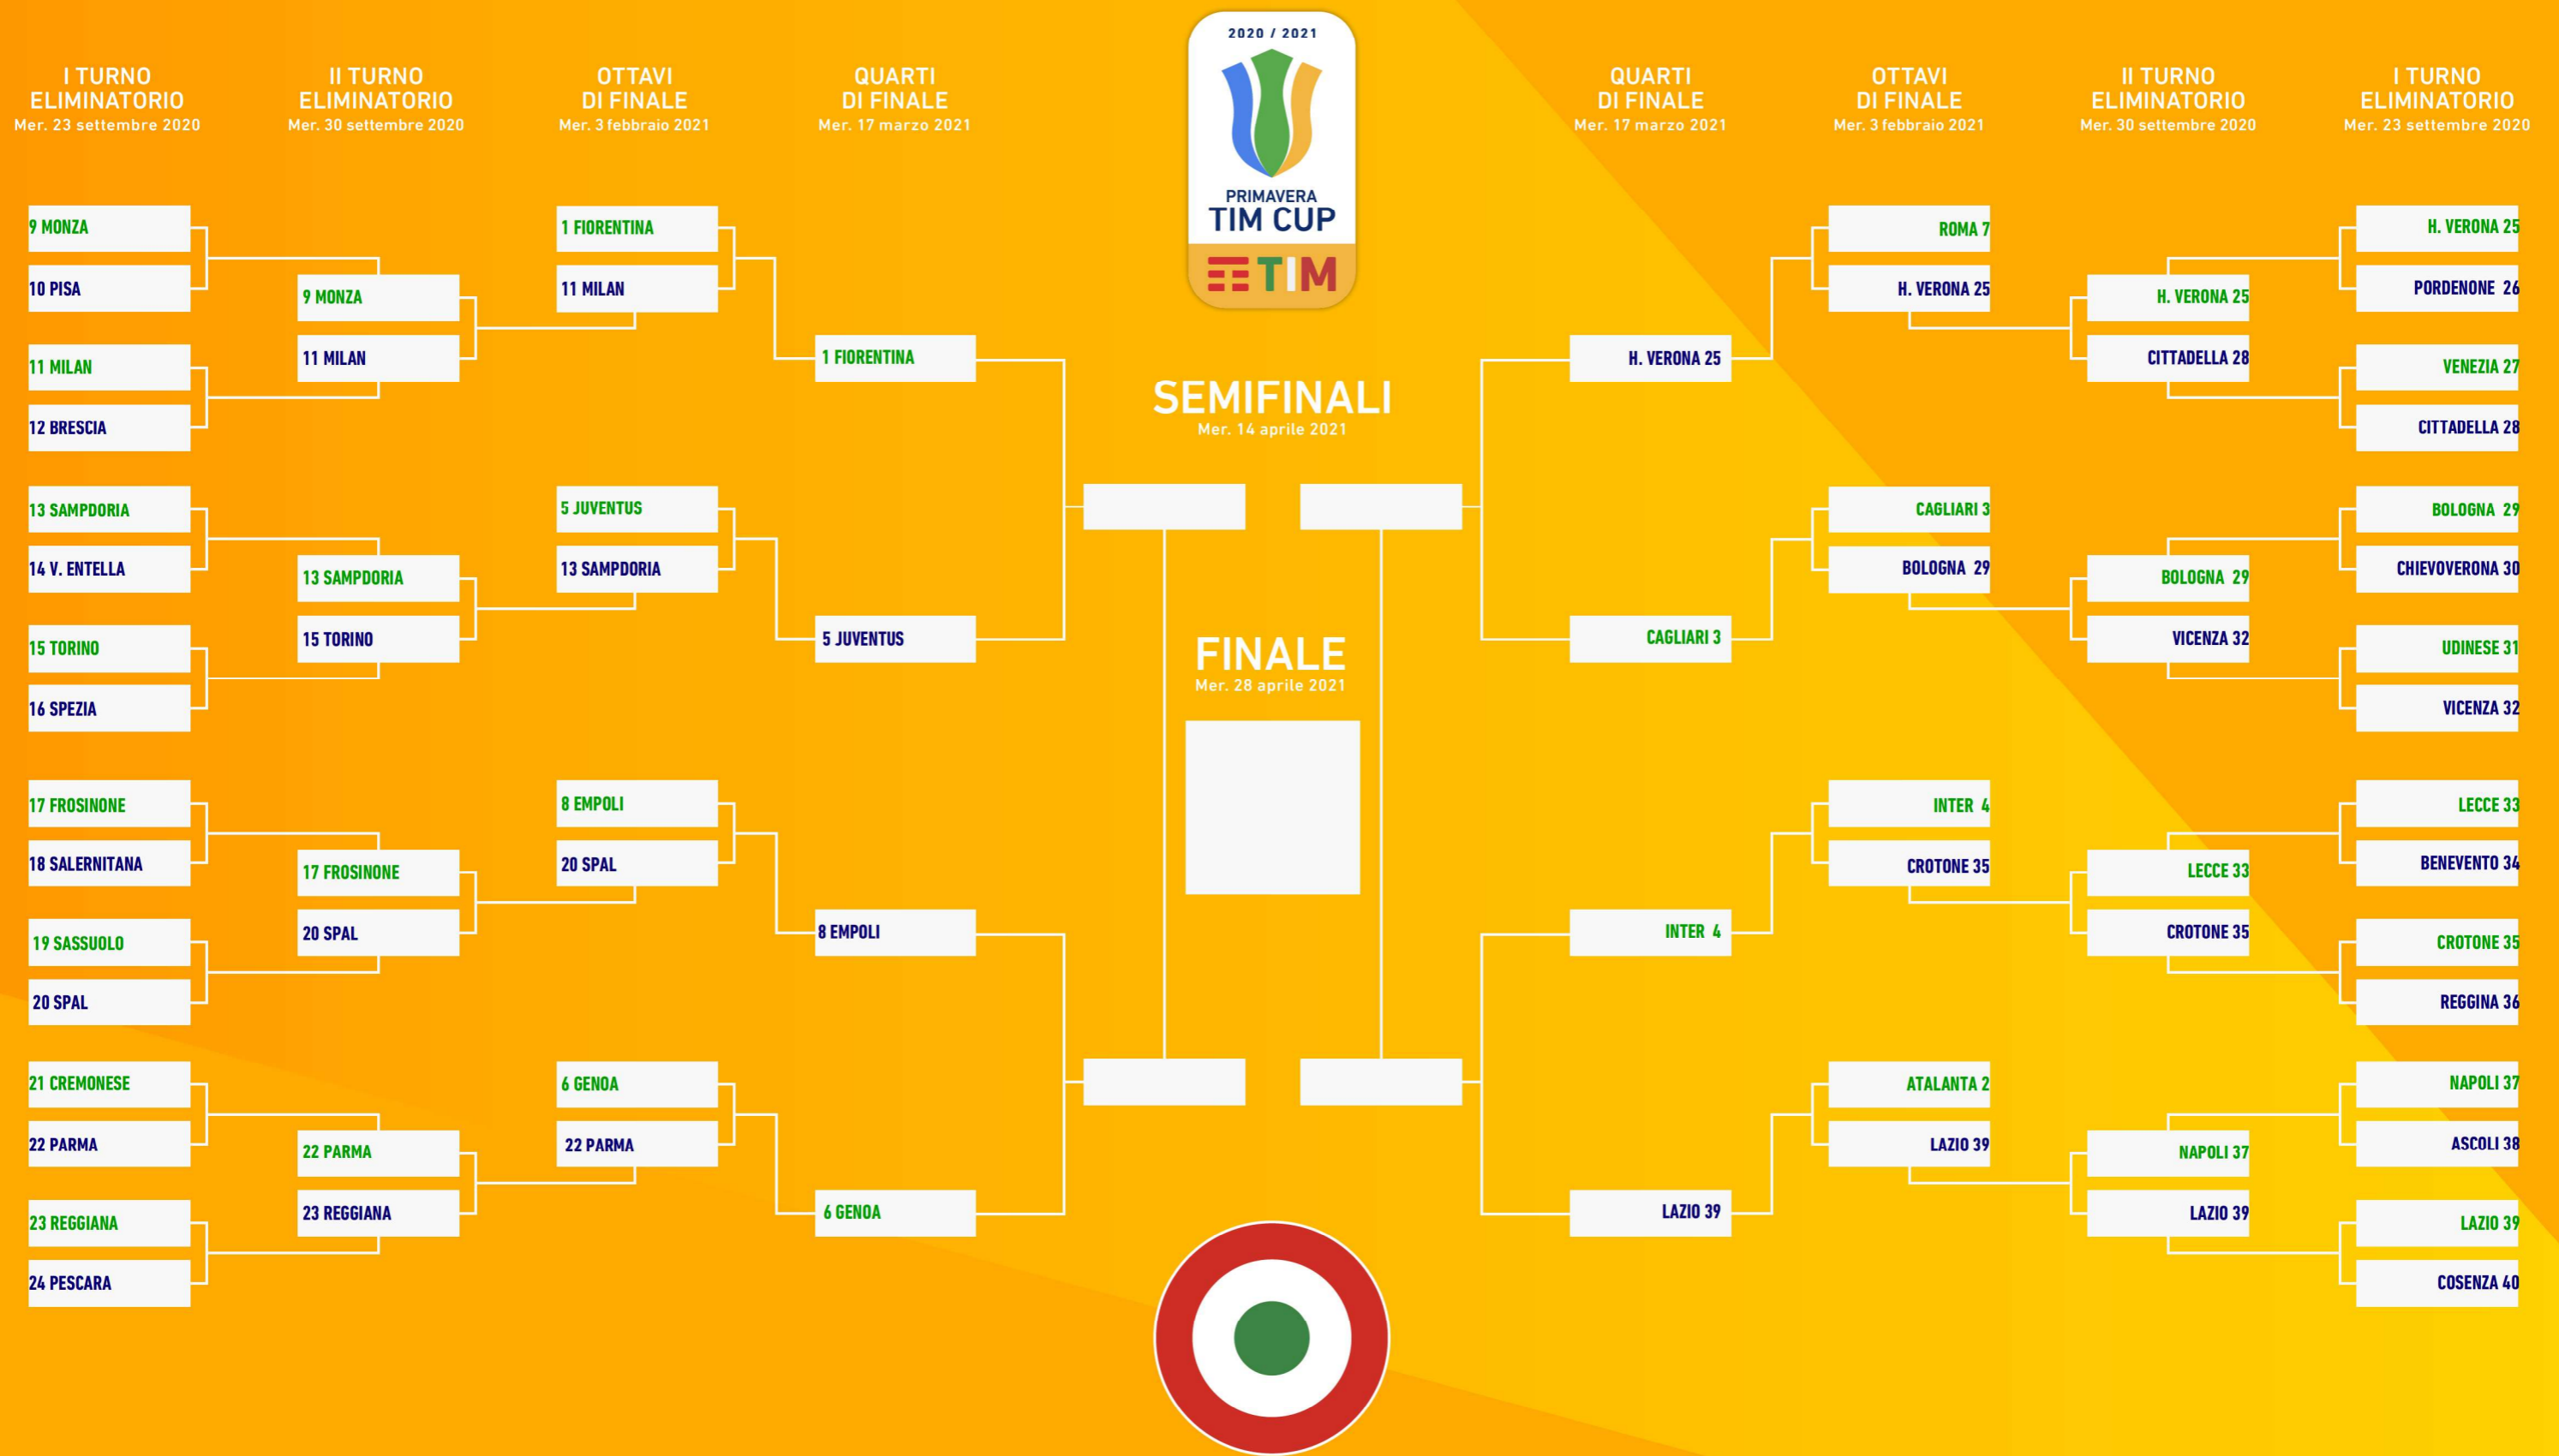 2020 / 2021
PRIMAVERA
TIM CUP
TIM
I TURNO
ELIMINATORIO
Mer. 23 settembre 2020
9 MONZA
10 PISA
11 MILAN
12 BRESCIA
13 SAMPDORIA
14 V. ENTELLA
15 TORINO
16 SPEZIA
17 FROSINONE
18 SALERNITANA
19 SASSUOLO
20 SPAL
21 CREMONESE
22 PARMA
23 REGGIANA
24 PESCARA
II TURNO
ELIMINATORIO
Mer. 30 settembre 2020
9 MONZA
11 MILAN
13 SAMPDORIA
15 TORINO
17 FROSINONE
20 SPAL
22 PARMA
23 REGGIANA
OTTAVI
DI FINALE
Mer. 3 febbraio 2021
1 FIORENTINA
11 MILAN
5 JUVENTUS
13 SAMPDORIA
8 EMPOLI
20 SPAL
6 GENOA
22 PARMA
QUARTI
DI FINALE
Mer. 17 marzo 2021
1 FIORENTINA
5 JUVENTUS
8 EMPOLI
6 GENOA
SEMIFINALI
Mer. 14 aprile 2021
FINALE
Mer. 28 aprile 2021
QUARTI
DI FINALE
Mer. 17 marzo 2021
H. VERONA 25
CAGLIARI 3
INTER 4
LAZIO 39
OTTAVI
DI FINALE
Mer. 3 febbraio 2021
ROMA 7
H. VERONA 25
CAGLIARI 3
BOLOGNA 29
INTER 4
CROTONE 35
ATALANTA 2
LAZIO 39
II TURNO
ELIMINATORIO
Mer. 30 settembre 2020
H. VERONA 25
CITTADELLA 28
BOLOGNA 29
VICENZA 32
LECCE 33
CROTONE 35
NAPOLI 37
LAZIO 39
I TURNO
ELIMINATORIO
Mer. 23 settembre 2020
H. VERONA 25
PORDENONE 26
VENEZIA 27
CITTADELLA 28
BOLOGNA 29
CHIEVOVERONA 30
UDINESE 31
VICENZA 32
LECCE 33
BENEVENTO 34
CROTONE 35
REGGINA 36
NAPOLI 37
ASCOLI 38
LAZIO 39
COSENZA 40